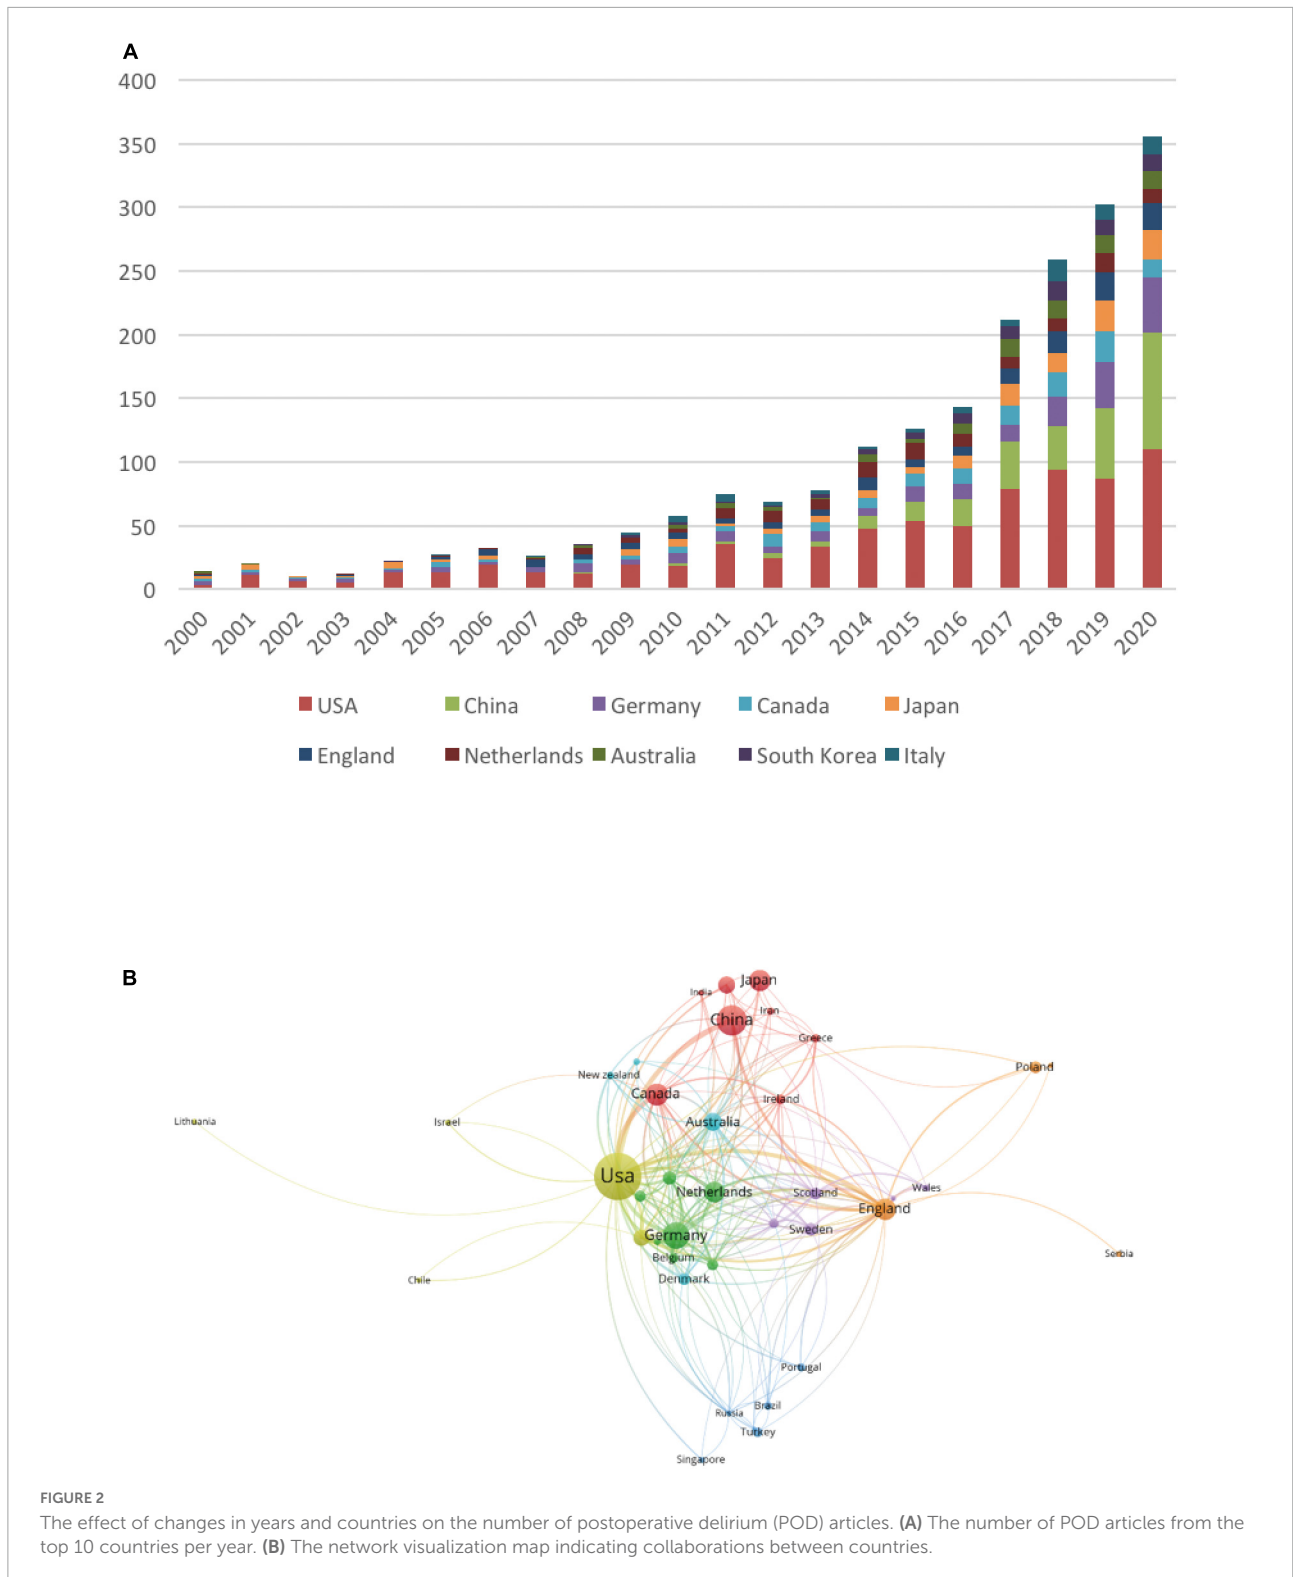 A
400
350
300
250
200
150
100
50
0
2000 2001 2002 2003 2004 2005 2006 2007 2008 2009 2010 2011 2012 2013 2014 2015 2016 2017 2018 2019 2020
USA China Germany Canada Japan
England Netherlands Australia South Korea Italy
B
Japan
India
Iran
China
Greece
Poland
New zealand
Canada
Ireland
Lithuania
Israel
Australia
Usa
Wales
Netherlands
Scotland
England
Sweden
Germany
Serbia
Belgium
Denmark
Chile
Portugal
Brazil
Russia
Turkey
Singapore
FIGURE 2
The effect of changes in years and countries on the number of postoperative delirium (POD) articles. (A) The number of POD articles from the
top 10 countries per year. (B) The network visualization map indicating collaborations between countries.